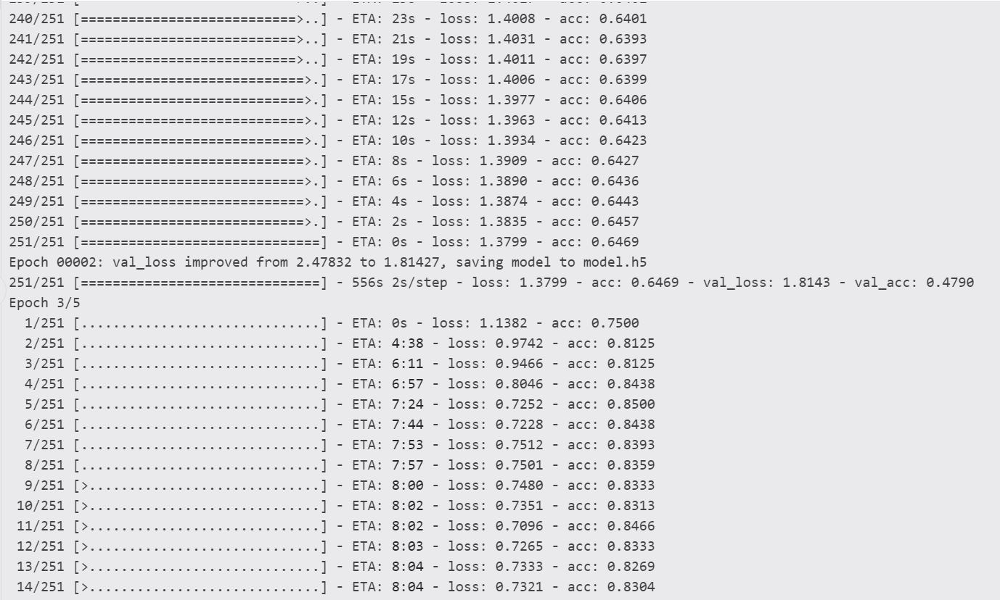 240/251 [===========================>..] - ETA: 23s - loss: 1.4008 - acc: 0.6401
241/251 [===========================>..] - ETA: 21s - loss: 1.4031 - acc: 0.6393
242/251 [===========================>..] - ETA: 19s - loss: 1.4011 - acc: 0.6397
243/251 [============================>.] - ETA: 17s - loss: 1.4006 - acc: 0.6399
244/251 [============================>.] - ETA: 15s - loss: 1.3977 - acc: 0.6406
245/251 [============================>.] - ETA: 12s - loss: 1.3963 - acc: 0.6413
246/251 [============================>.] - ETA: 10s - loss: 1.3934 - acc: 0.6423
247/251 [============================>.] - ETA: 8s - loss: 1.3909 - acc: 0.6427
248/251 [============================>.] - ETA: 6s - loss: 1.3890 - acc: 0.6436
249/251 [============================>.] - ETA: 4s - loss: 1.3874 - acc: 0.6443
250/251 [============================>.] - ETA: 2s - loss: 1.3835 - acc: 0.6457
251/251 [==============================] - ETA: 0s - loss: 1.3799 - acc: 0.6469
Epoch 00002: val_loss improved from 2.47832 to 1.81427, saving model to model.h5
251/251 [==============================] - 556s 2s/step - loss: 1.3799 - acc: 0.6469 - val_loss: 1.8143 - val_acc: 0.4790
Epoch 3/5
  1/251 [..............................] - ETA: 0s - loss: 1.1382 - acc: 0.7500
  2/251 [..............................] - ETA: 4:38 - loss: 0.9742 - acc: 0.8125
  3/251 [..............................] - ETA: 6:11 - loss: 0.9466 - acc: 0.8125
  4/251 [..............................] - ETA: 6:57 - loss: 0.8046 - acc: 0.8438
  5/251 [..............................] - ETA: 7:24 - loss: 0.7252 - acc: 0.8500
  6/251 [..............................] - ETA: 7:44 - loss: 0.7228 - acc: 0.8438
  7/251 [..............................] - ETA: 7:53 - loss: 0.7512 - acc: 0.8393
  8/251 [..............................] - ETA: 7:57 - loss: 0.7501 - acc: 0.8359
  9/251 [>.............................] - ETA: 8:00 - loss: 0.7480 - acc: 0.8333
 10/251 [>.............................] - ETA: 8:02 - loss: 0.7351 - acc: 0.8313
 11/251 [>.............................] - ETA: 8:02 - loss: 0.7096 - acc: 0.8466
 12/251 [>.............................] - ETA: 8:03 - loss: 0.7265 - acc: 0.8333
 13/251 [>.............................] - ETA: 8:04 - loss: 0.7333 - acc: 0.8269
 14/251 [>.............................] - ETA: 8:04 - loss: 0.7321 - acc: 0.8304